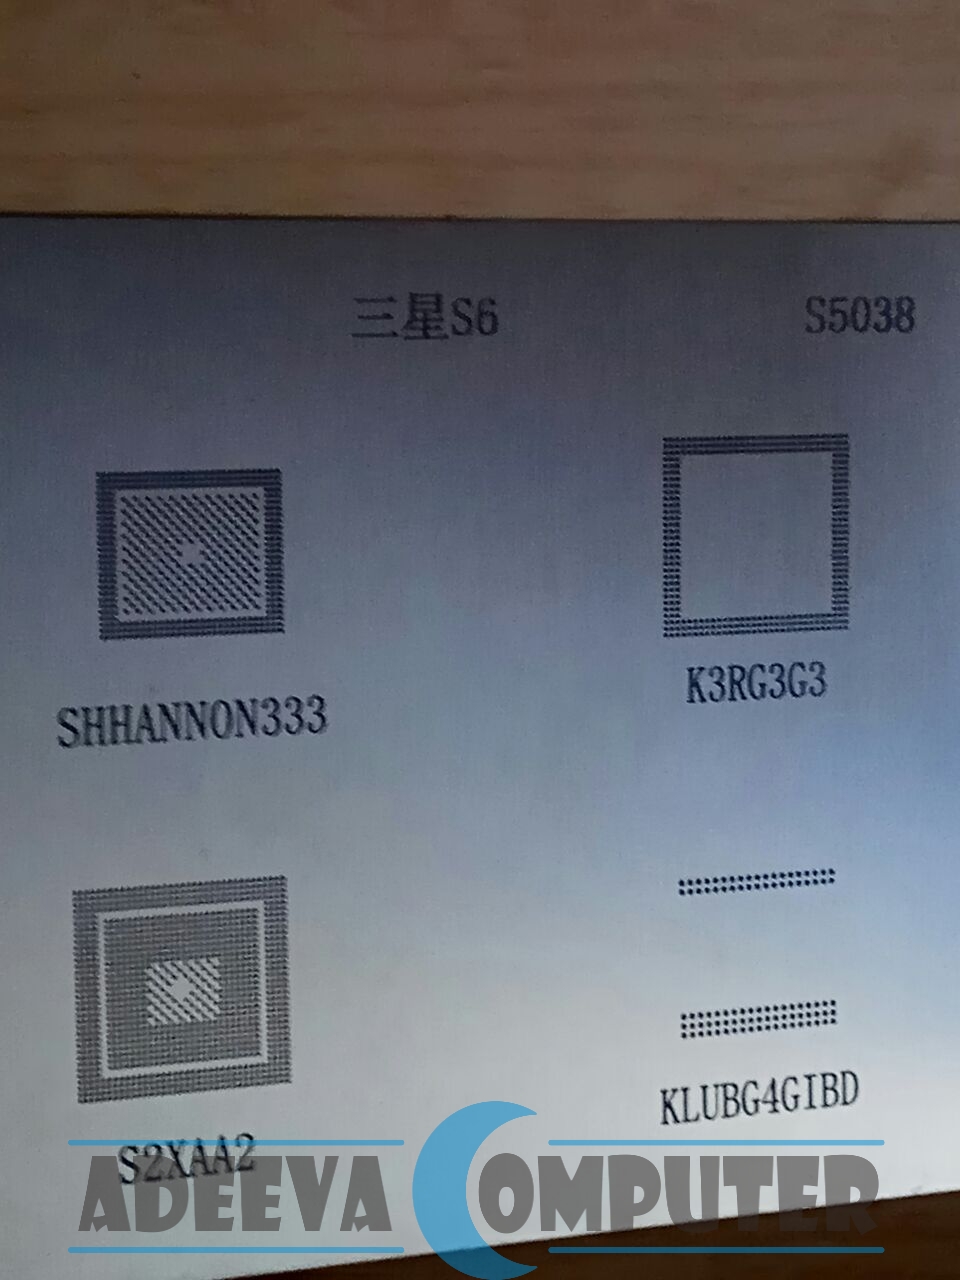 三星S6 S5038
SHHANNON333 K3RG3G3
S2XAA2 KLUBG4GIBD
ADEEVA COMPUTER